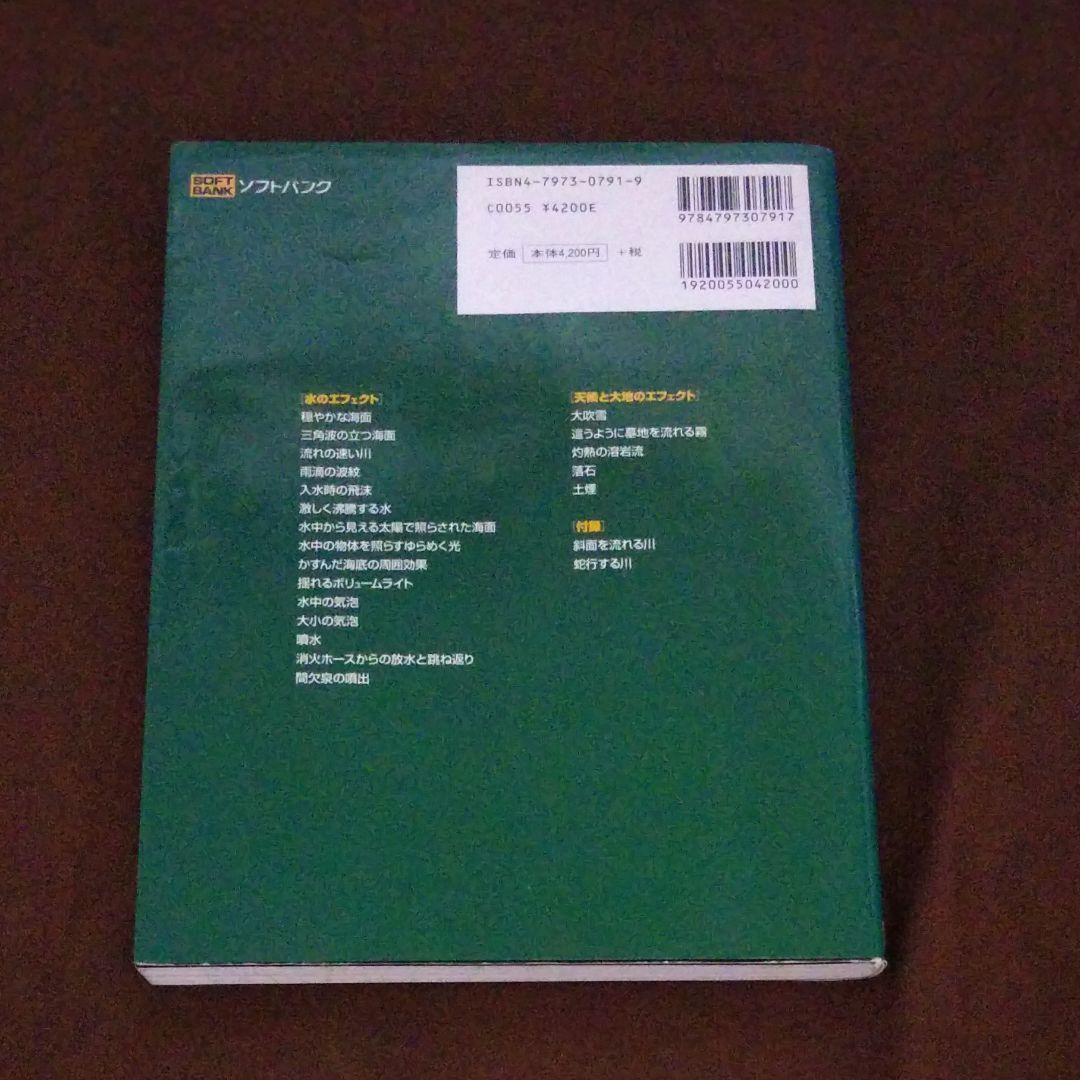 SOFT
BANK
ソフトバンク
ISBN4-7973-0791-9
C0055 ¥4200E
定価 本体4,200円 +税
9784797307917
1920055042000
[水のエフェクト]
穏やかな海面
三角波の立つ海面
流れの速い川
雨滴の波紋
入水時の飛沫
激しく沸騰する水
水中から見える太陽で照らされた海面
水中の物体を照らすゆらめく光
かすんだ海底の周囲効果
揺れるボリュームライト
水中の気泡
大小の気泡
噴水
消火ホースからの放水と跳ね返り
間欠泉の噴出
[天候と大地のエフェクト]
大吹雪
這うように墓地を流れる霧
灼熱の溶岩流
落石
土煙
[付録]
斜面を流れる川
蛇行する川